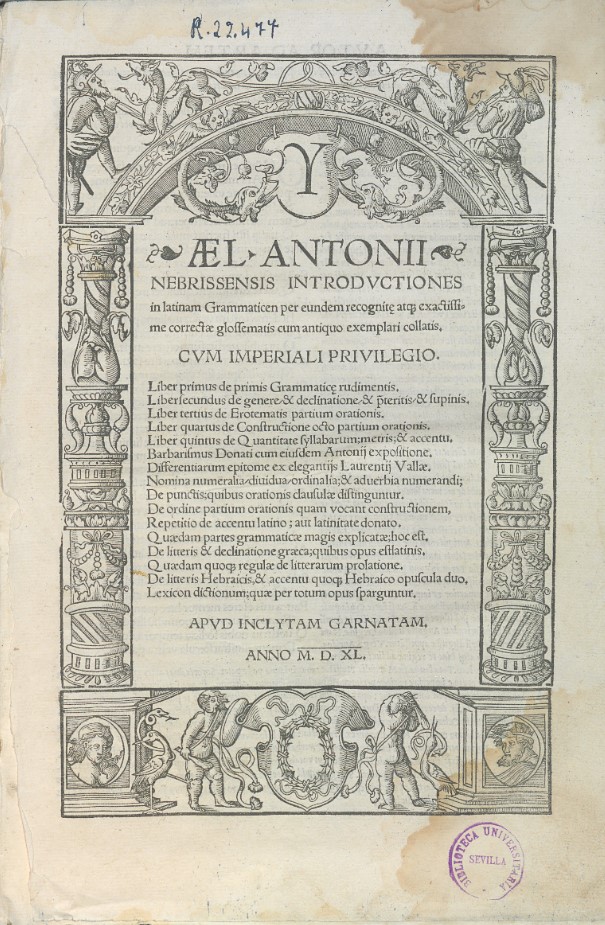 R. 22.477
Y
ÆL· ANTONII
NEBRISSENSIS INTRODVCTIONES
in latinam Grammaticen per eundem recognitę atq; exactissi-
me correctæ glossematis cum antiquo exemplari collatis.
CVM IMPERIALI PRIVILEGIO.
Liber primus de primis Grammaticę rudimentis.
Liber secundus de genere, & declinatione, & p̄teritis, & supinis.
Liber tertius de Erotematis partium orationis.
Liber quartus de Constructione octo partium orationis.
Liber quintus de Quantitate syllabarum; metris; & accentu.
Barbarismus Donati cum eiusdem Antonij expositione.
Differentiarum epitome ex elegantijs Laurentij Vallæ.
Nomina numeralia, diuidua, ordinalia; & aduerbia numerandi;
De punctis; quibus orationis clausulæ distinguntur.
De ordine partium orationis quam vocant constructionem.
Repetitio de accentu latino; aut latinitate donato.
Quædam partes grammaticæ magis explicatæ; hoc est.
De litteris & declinatione græca; quibus opus est latinis.
Quædam quoq; regulæ de litterarum prolatione.
De litteris Hebraicis, & accentu quoq; Hebraico opuscula duo.
Lexicon dictionum; quæ per totum opus sparguntur.
APVD INCLYTAM GARNATAM.
ANNO M. D. XL.
BIBLIOTECA UNIVERSITARIA
SEVILLA